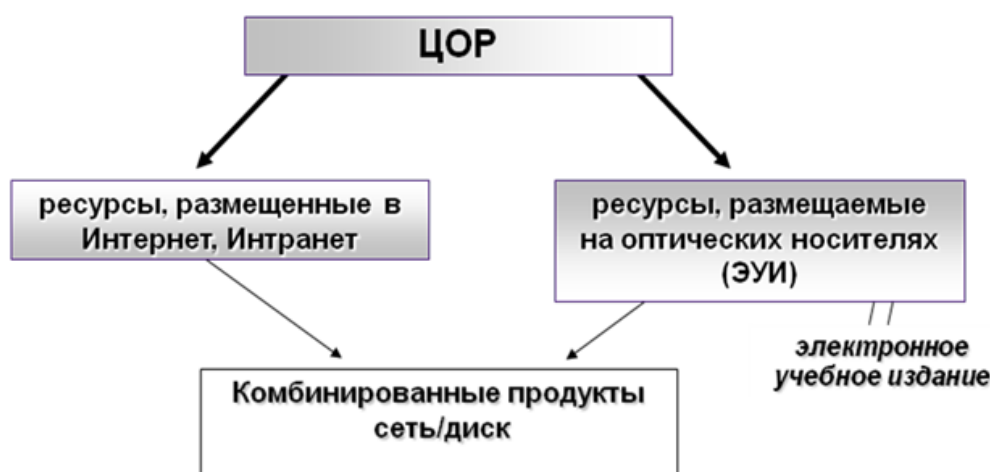 ЦОР
ресурсы, размещенные в
Интернет, Интранет
ресурсы, размещаемые
на оптических носителях
(ЭУИ)
электронное
учебное издание
Комбинированные продукты
сеть/диск